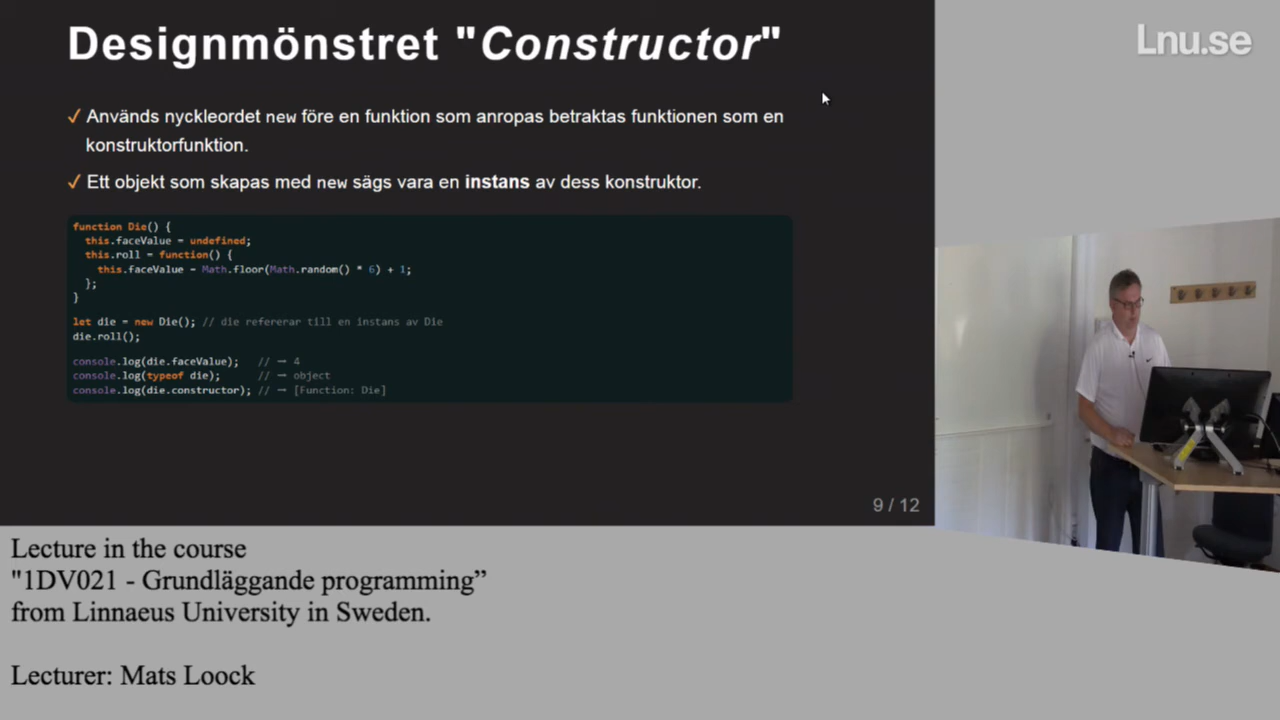 Designmönstret "Constructor"
Lnu.se
✓ Används nyckleordet new före en funktion som anropas betraktas funktionen som en
konstruktorfunktion.
✓ Ett objekt som skapas med new sägs vara en instans av dess konstruktor.
function Die() {
  this.faceValue = undefined;
  this.roll = function() {
    this.faceValue = Math.floor(Math.random() * 6) + 1;
  };
}
let die = new Die(); // die refererar till en instans av Die
die.roll();
console.log(die.faceValue);   // → 4
console.log(typeof die);      // → object
console.log(die.constructor); // → [Function: Die]
9 / 12
Lecture in the course
"1DV021 - Grundläggande programming”
from Linnaeus University in Sweden.
Lecturer: Mats Loock